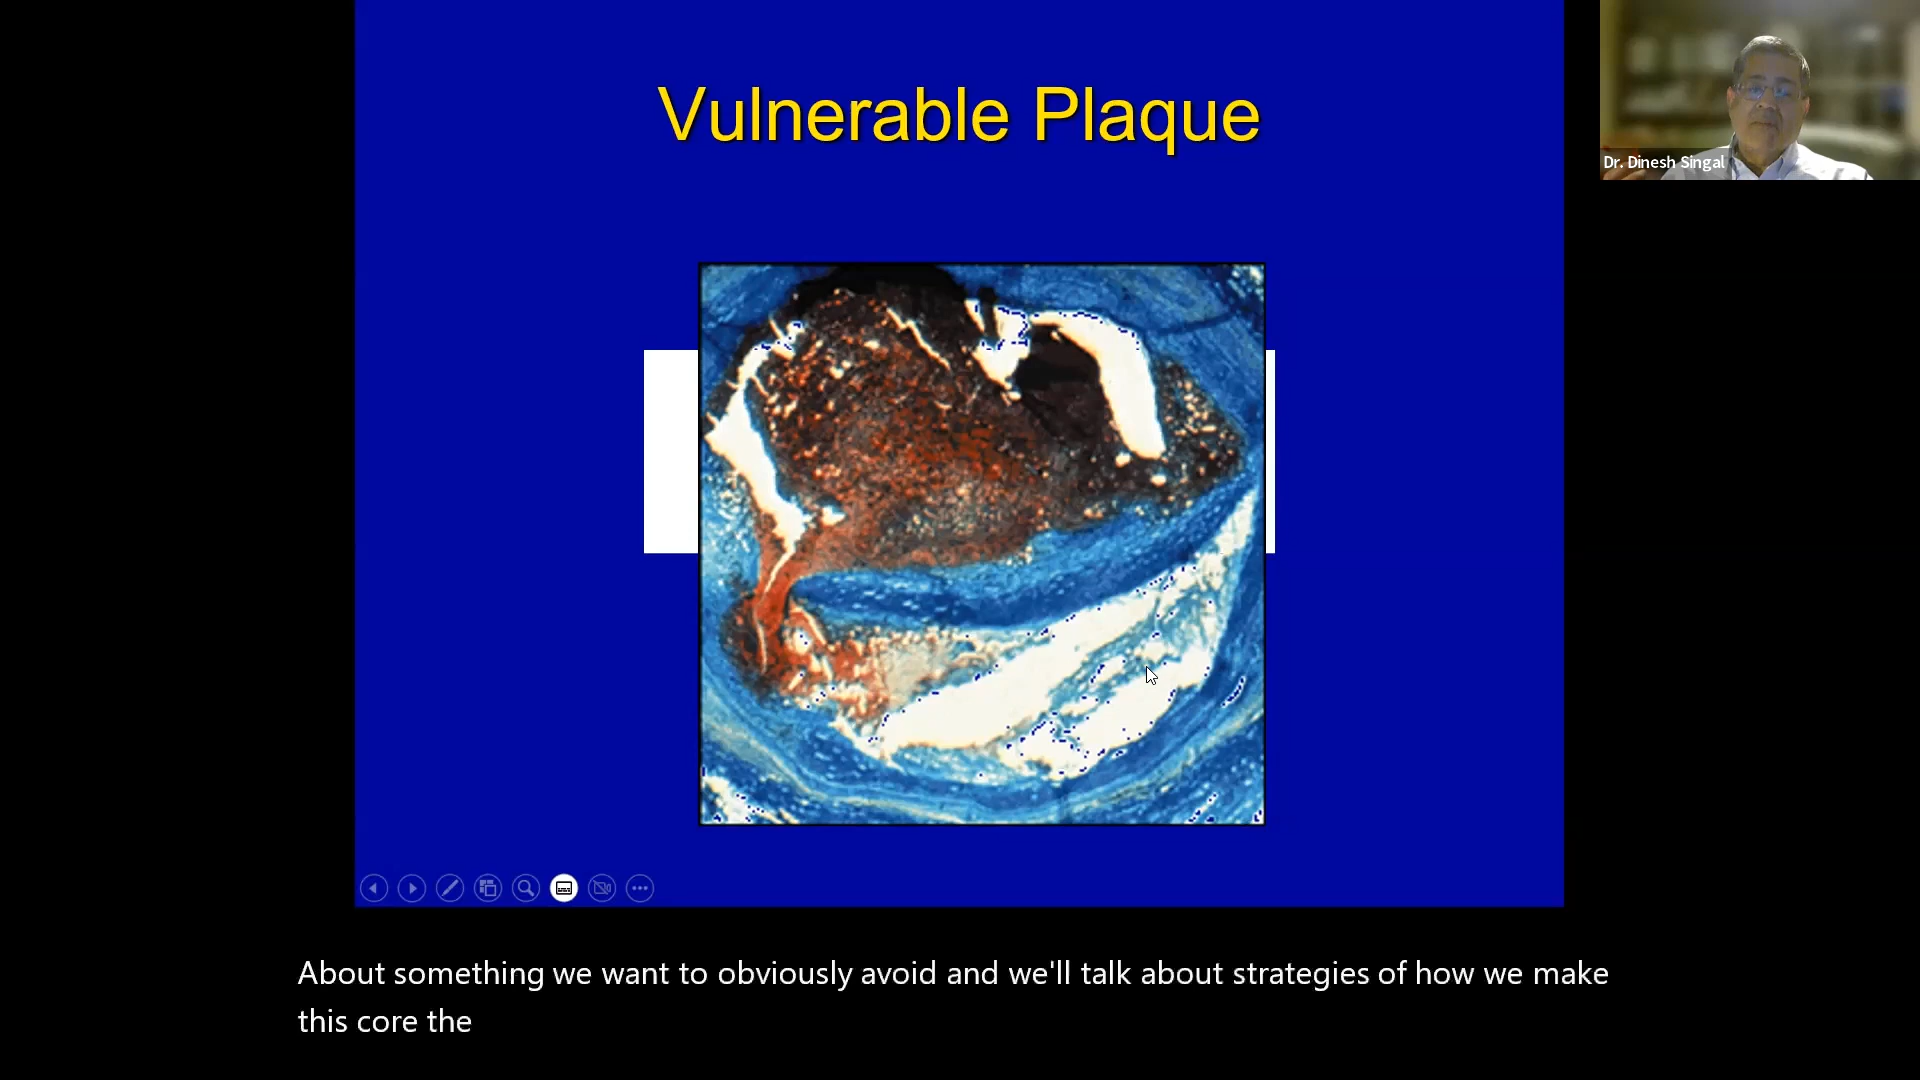 Vulnerable Plaque
Dr. Dinesh Singal
About something we want to obviously avoid and we'll talk about strategies of how we make
this core the